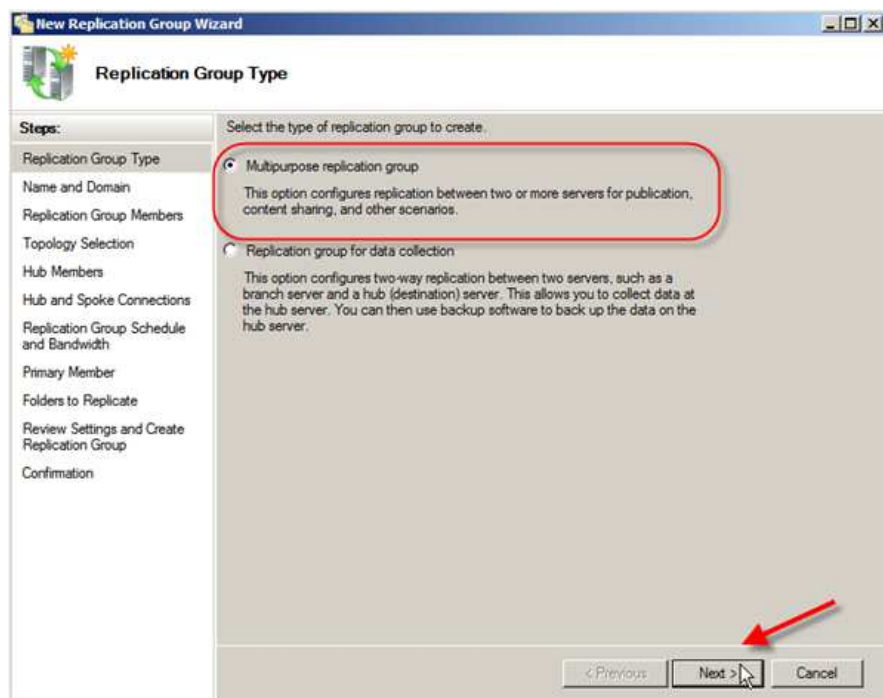 New Replication Group Wizard
Replication Group Type
Steps:
Replication Group Type
Name and Domain
Replication Group Members
Topology Selection
Hub Members
Hub and Spoke Connections
Replication Group Schedule
and Bandwidth
Primary Member
Folders to Replicate
Review Settings and Create
Replication Group
Confirmation
Select the type of replication group to create.
Multipurpose replication group
This option configures replication between two or more servers for publication,
content sharing, and other scenarios.
Replication group for data collection
This option configures two-way replication between two servers, such as a
branch server and a hub (destination) server. This allows you to collect data at
the hub server. You can then use backup software to back up the data on the
hub server.
< Previous
Next >
Cancel